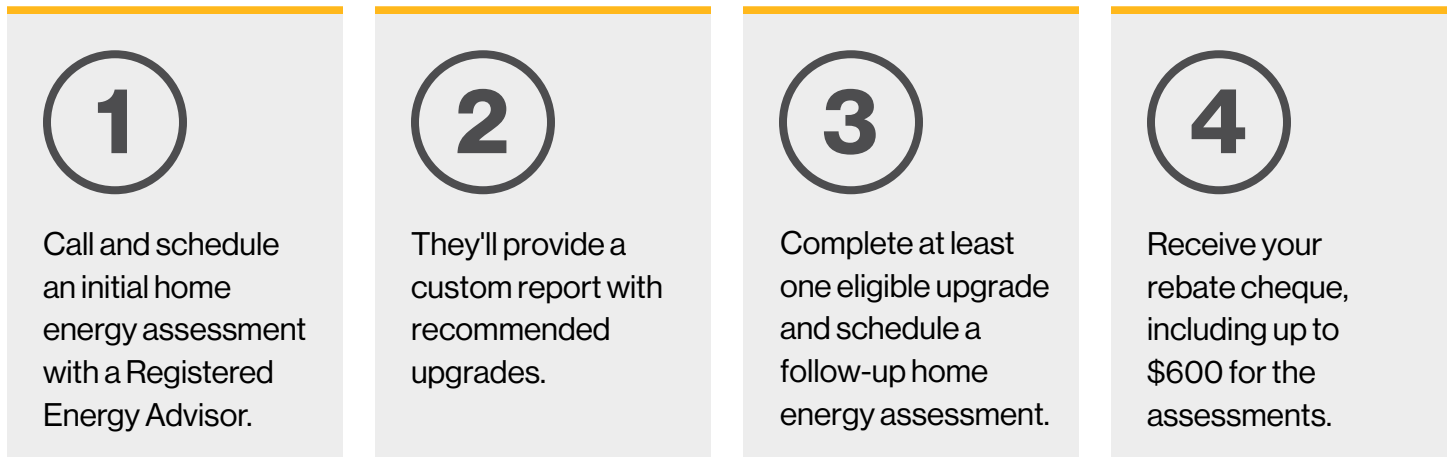 1
Call and schedule
an initial home
energy assessment
with a Registered
Energy Advisor.
2
They'll provide a
custom report with
recommended
upgrades.
3
Complete at least
one eligible upgrade
and schedule a
follow-up home
energy assessment.
4
Receive your
rebate cheque,
including up to
$600 for the
assessments.